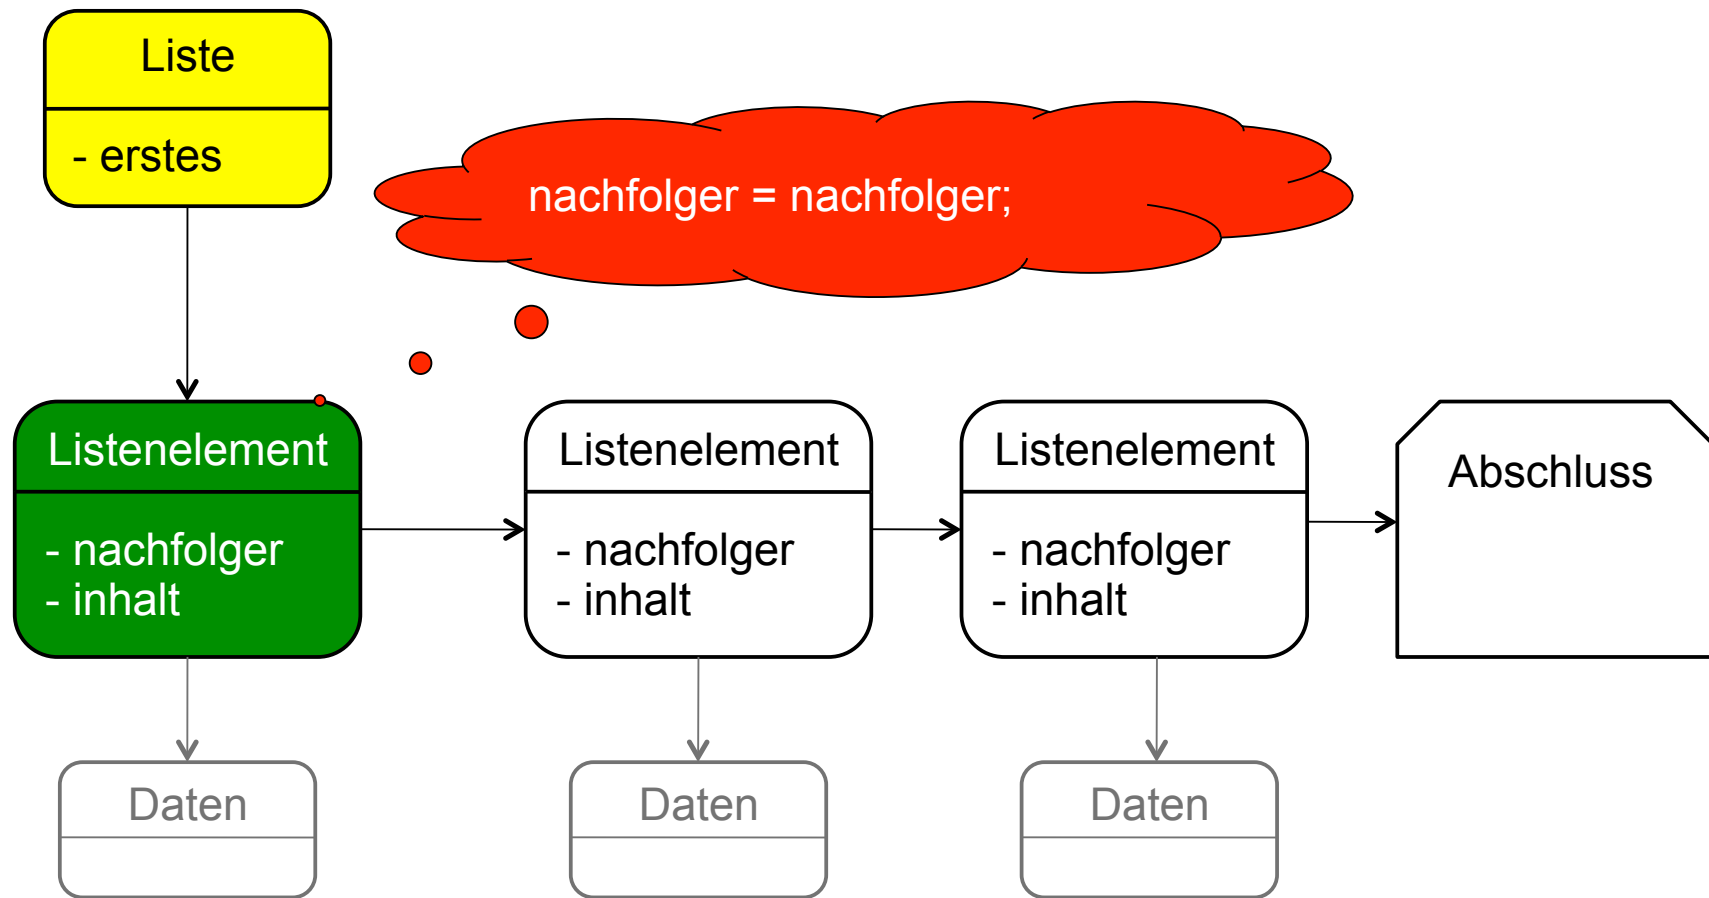 Liste
- erstes
nachfolger = nachfolger;
Listenelement
- nachfolger
- inhalt
Listenelement
- nachfolger
- inhalt
Listenelement
- nachfolger
- inhalt
Abschluss
Daten
Daten
Daten